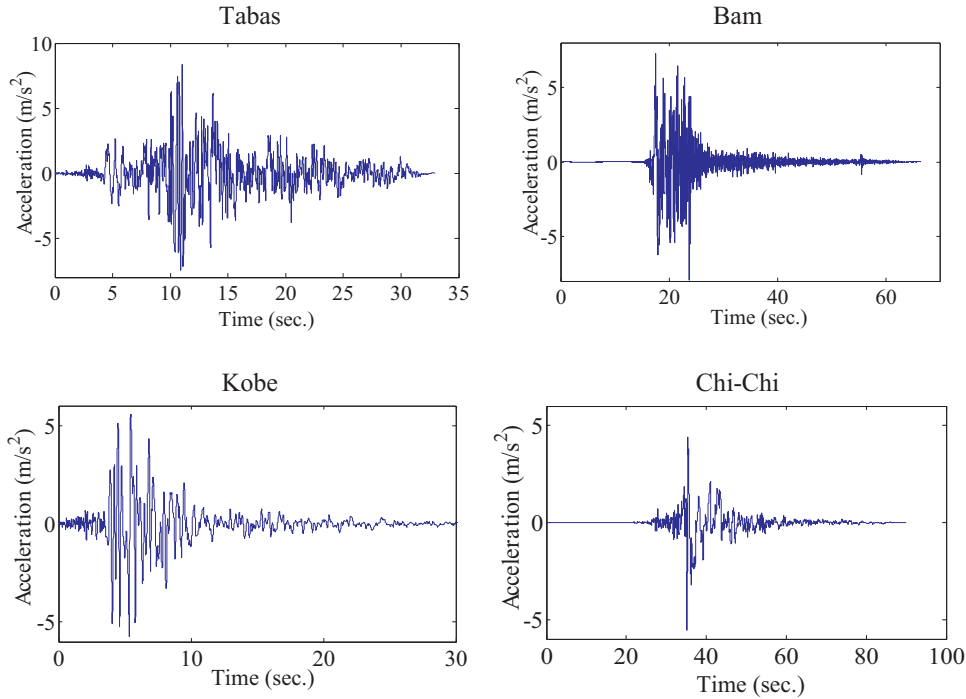 Tabas
Acceleration (m/s²)
10
5
0
-5
0 5 10 15 20 25 30 35
Time (sec.)
Bam
Acceleration (m/s²)
5
0
-5
0 20 40 60
Time (sec.)
Kobe
Acceleration (m/s²)
5
0
-5
0 10 20 30
Time (sec.)
Chi-Chi
Acceleration (m/s²)
5
0
-5
0 20 40 60 80 100
Time (sec.)